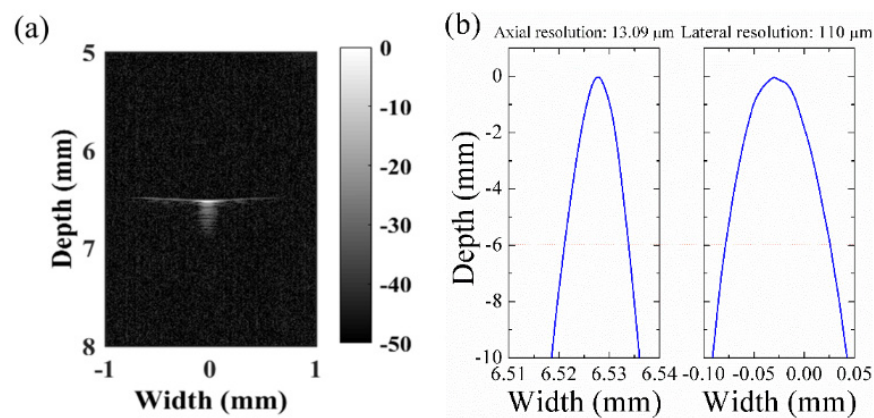 (a)
5
6
7
8
Depth (mm)
-1
0
1
Width (mm)
0
-10
-20
-30
-40
-50
(b)
Axial resolution: 13.09 μm
Lateral resolution: 110 μm
0
-2
-4
-6
-8
-10
Depth (mm)
6.51 6.52 6.53 6.54
Width (mm)
-0.10 -0.05 0.00 0.05
Width (mm)